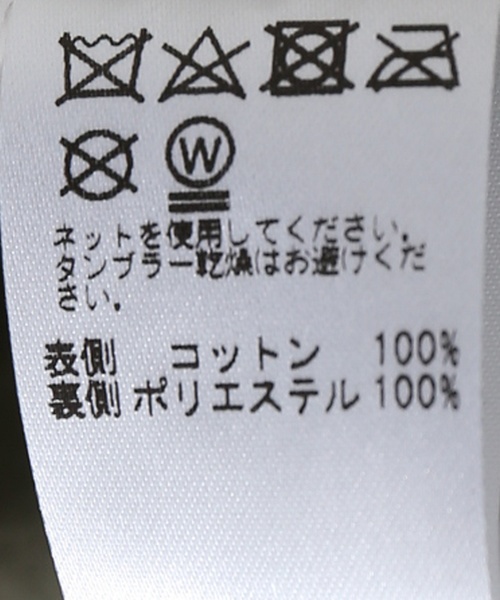 W
ネットを使用してください。
タンブラー乾燥はお避けくだ
さい。
表側 コットン 100%
裏側 ポリエステル 100%